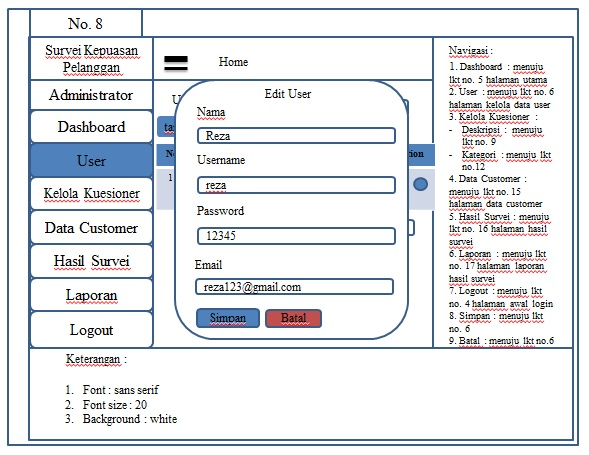 No. 8
Survei Kepuasan
Pelanggan
Home
Administrator
Dashboard
User
Kelola Kuesioner
Data Customer
Hasil Survei
Laporan
Logout
U
ta
N
1
ion
Edit User
Nama
Reza
Username
reza
Password
12345
Email
reza123@gmail.com
Simpan
Batal
Navigasi :
1. Dashboard : menuju
lkt no. 5 halaman utama
2. User : menuju lkt no. 6
halaman kelola data user
3. Kelola Kuesioner :
- Deskripsi : menuju
lkt no. 9
- Kategori : menuju lkt
no.12
4. Data Customer :
menuju lkt no. 15
halaman data customer
5. Hasil Survei : menuju
lkt no. 16 halaman hasil
survei
6. Laporan : menuju lkt
no. 17 halaman laporan
hasil survei
7. Logout : menuju lkt
no. 4 halaman awal login
8. Simpan : menuju lkt
no. 6
9. Batal : menuju lkt no.6
Keterangan :
1. Font : sans serif
2. Font size : 20
3. Background : white